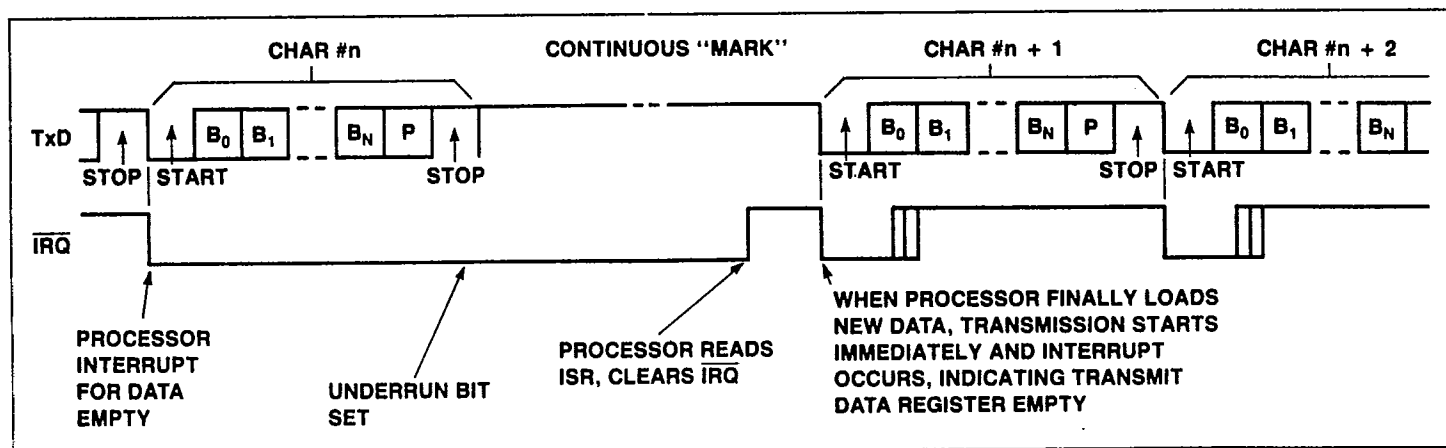 CHAR #n CONTINUOUS “MARK” CHAR #n + 1 CHAR #n + 2
TxD B0 B1 BN P B0 B1 BN P B0 B1 BN
STOP START STOP START STOP START
IRQ
PROCESSOR
INTERRUPT
FOR DATA
EMPTY
UNDERRUN BIT
SET
PROCESSOR READS
ISR, CLEARS IRQ
WHEN PROCESSOR FINALLY LOADS
NEW DATA, TRANSMISSION STARTS
IMMEDIATELY AND INTERRUPT
OCCURS, INDICATING TRANSMIT
DATA REGISTER EMPTY